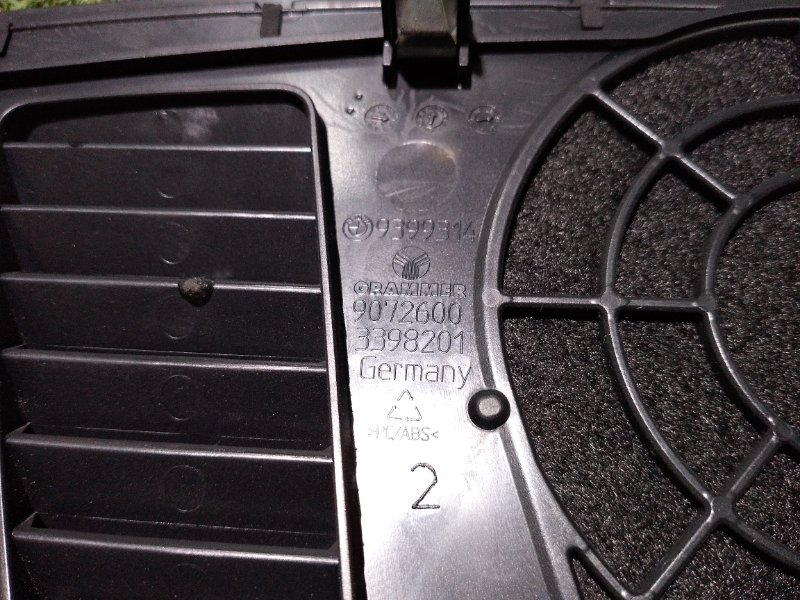 9399314
GRAMMER
9072600
3398201
Germany
>PC/ABS<
2